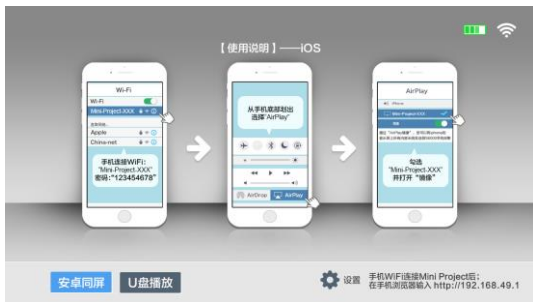 【使用说明】——iOS
Wi-Fi
Wi-Fi
Mini-Project-XXX
Apple
China-net
手机连接WiFi:
"Mini-Project-XXX"
密码:"123454678"
从手机底部划出
选择"AirPlay"
AirDrop
AirPlay
AirPlay
iPhone
Mini-Project-XXX
镜像
勾选
"Mini-Project-XXX"
并打开 "镜像"
安卓同屏
U盘播放
设置
手机WiFi连接Mini Project后;
在手机浏览器输入 http://192.168.49.1